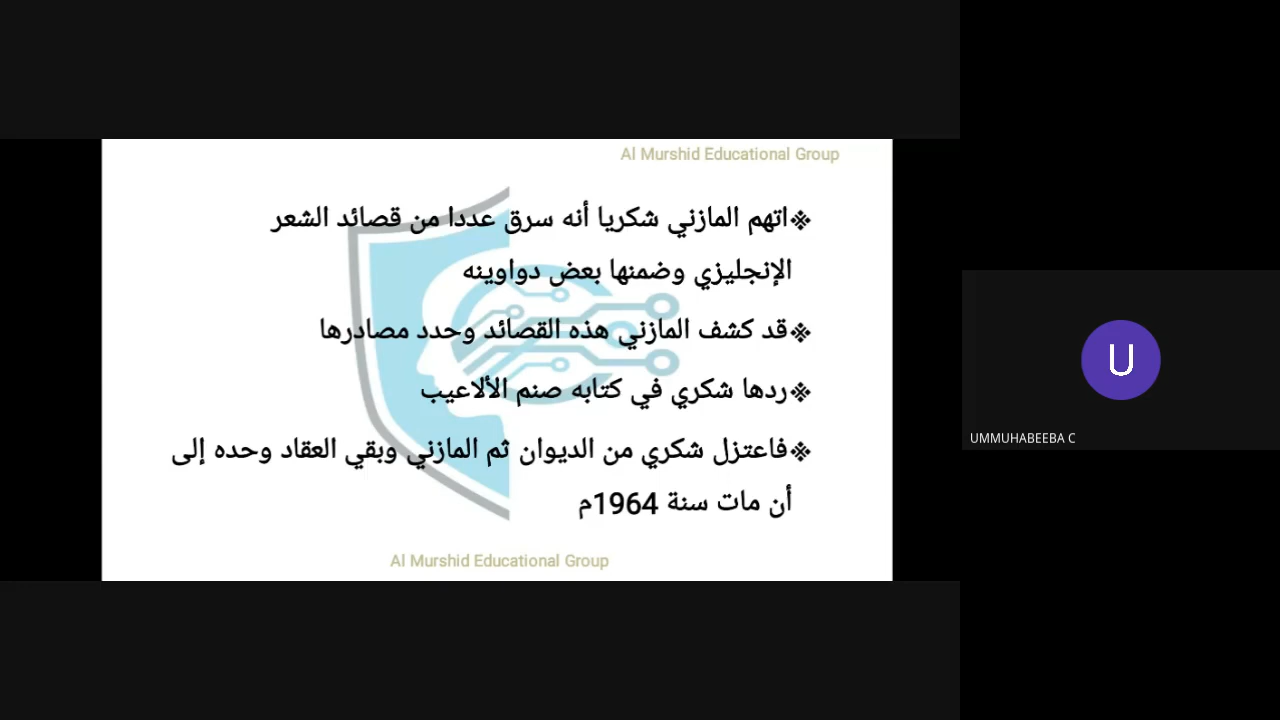 Al Murshid Educational Group
❖اتهم المازني شكريا أنه سرق عددا من قصائد الشعر
الإنجليزي وضمنها بعض دواوينه
❖قد كشف المازني هذه القصائد وحدد مصادرها
❖ردها شكري في كتابه صنم الألاعيب
❖فاعتزل شكري من الديوان ثم المازني وبقي العقاد وحده إلى
أن مات سنة 1964م
Al Murshid Educational Group
U
UMMUHABEEBA C